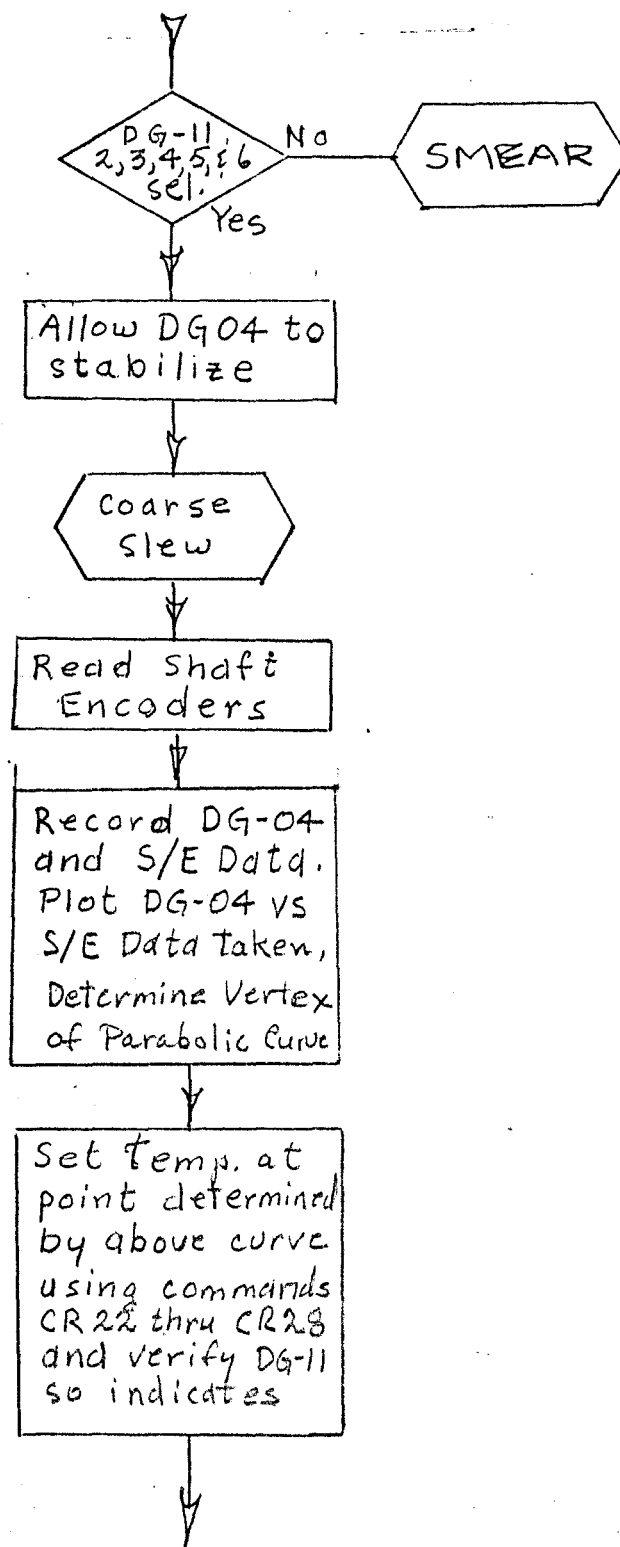 DG-11,
2,3,4,5,& 6
sel.
No
SMEAR
Yes
Allow DG04 to
stabilize
Coarse
Slew
Read Shaft
Encoders
Record DG-04
and S/E Data.
Plot DG-04 vs
S/E Data Taken,
Determine Vertex
of Parabolic Curve
Set Temp. at
point determined
by above curve
using commands
CR22 thru CR28
and verify DG-11
so indicates